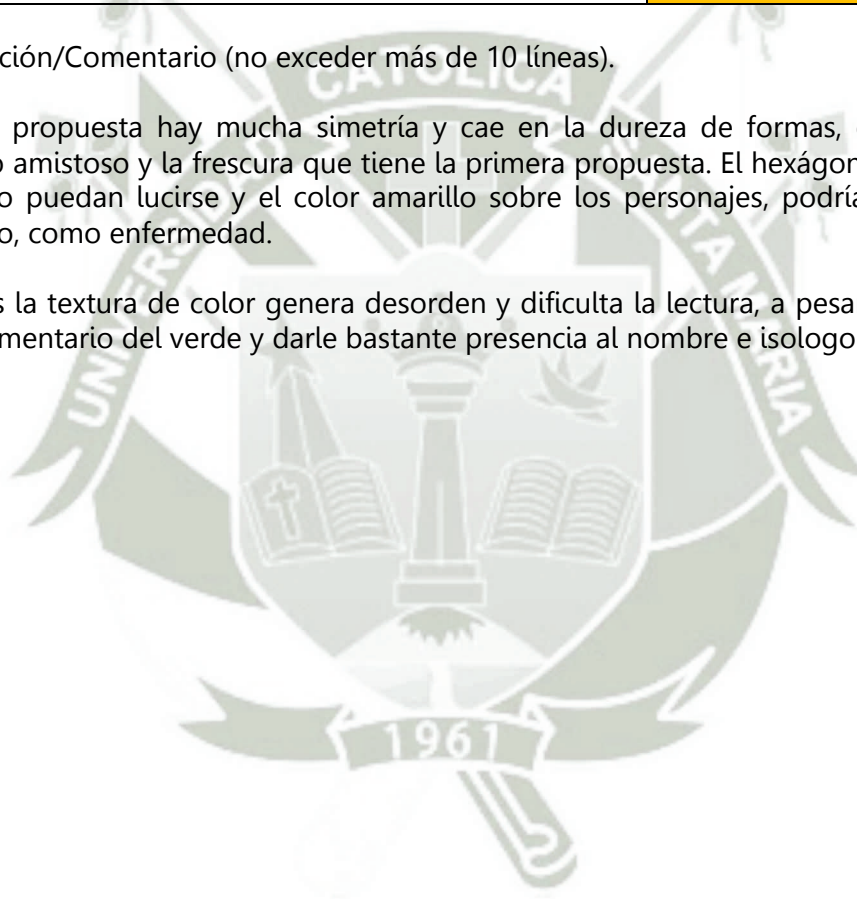 ción/Comentario (no exceder más de 10 líneas).
propuesta hay mucha simetría y cae en la dureza de formas,
o amistoso y la frescura que tiene la primera propuesta. El hexágon
o puedan lucirse y el color amarillo sobre los personajes, podría
o, como enfermedad.
s la textura de color genera desorden y dificulta la lectura, a pesa
mentario del verde y darle bastante presencia al nombre e isologo
UNIVERSIDAD CATOLICA SANTA MARIA
1961